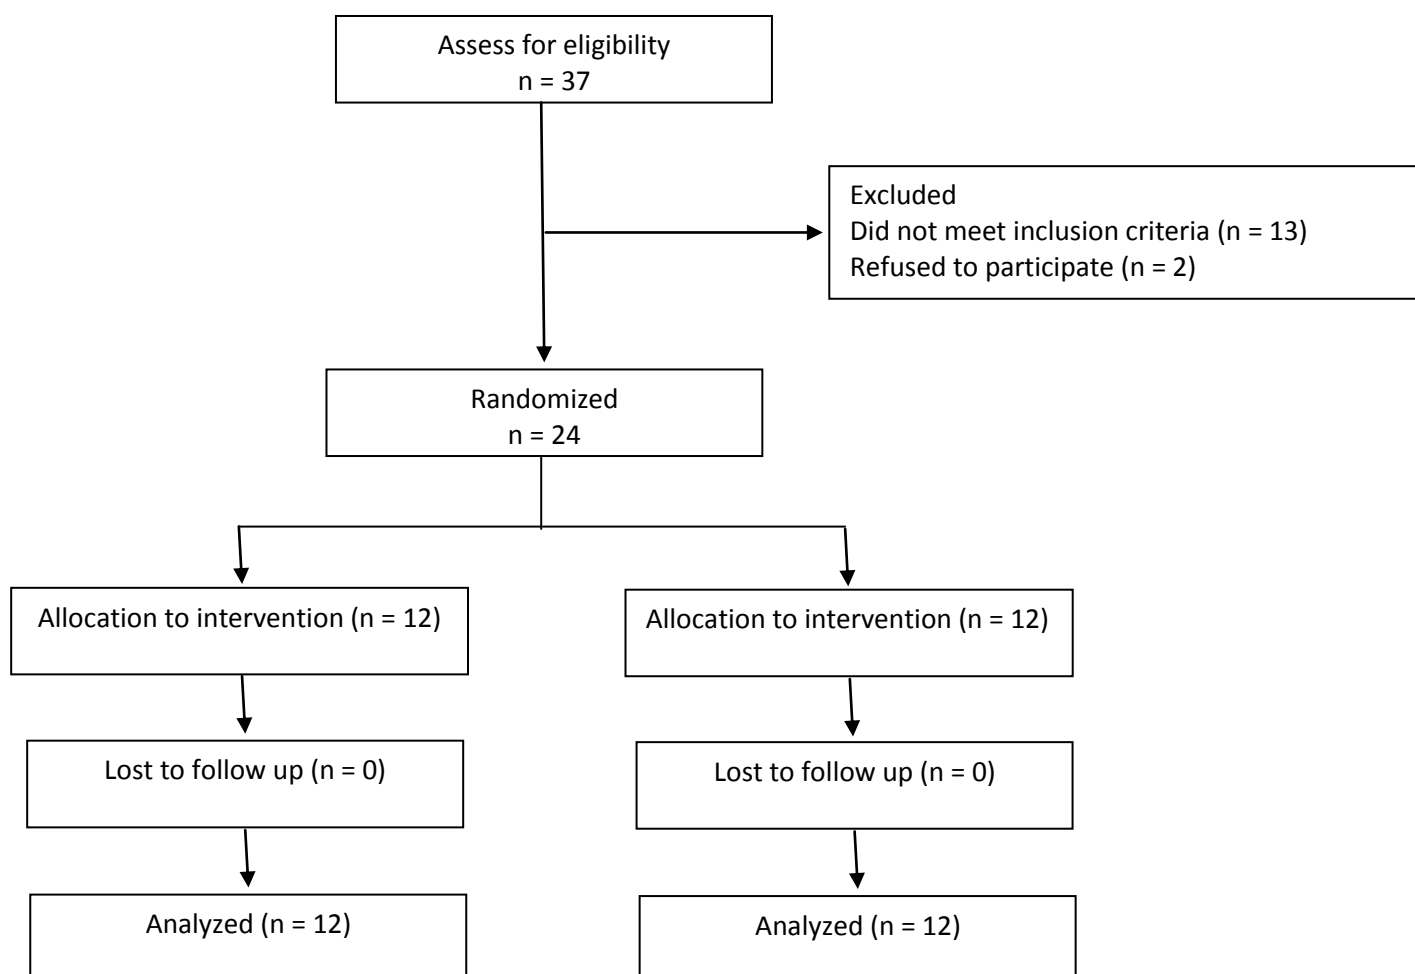 Assess for eligibility
n = 37
Excluded
Did not meet inclusion criteria (n = 13)
Refused to participate (n = 2)
Randomized
n = 24
Allocation to intervention (n = 12)
Allocation to intervention (n = 12)
Lost to follow up (n = 0)
Lost to follow up (n = 0)
Analyzed (n = 12)
Analyzed (n = 12)